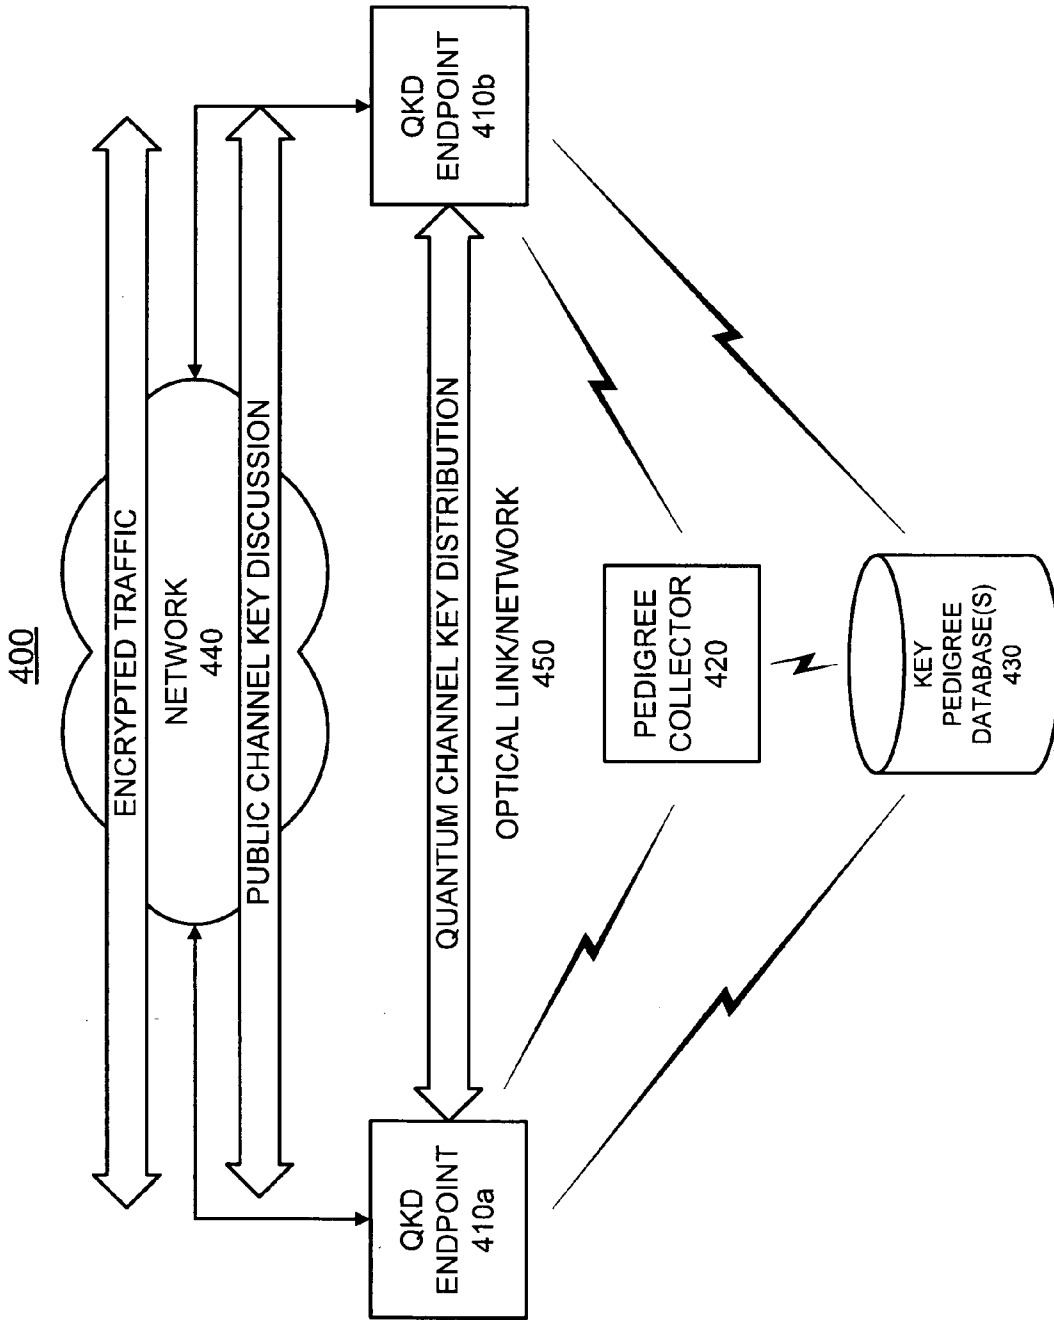 400
ENCRYPTED TRAFFIC
NETWORK
440
PUBLIC CHANNEL KEY DISCUSSION
QKD
ENDPOINT
410a
QKD
ENDPOINT
410b
QUANTUM CHANNEL KEY DISTRIBUTION
OPTICAL LINK/NETWORK
450
PEDIGREE
COLLECTOR
420
KEY
PEDIGREE
DATABASE(S)
430